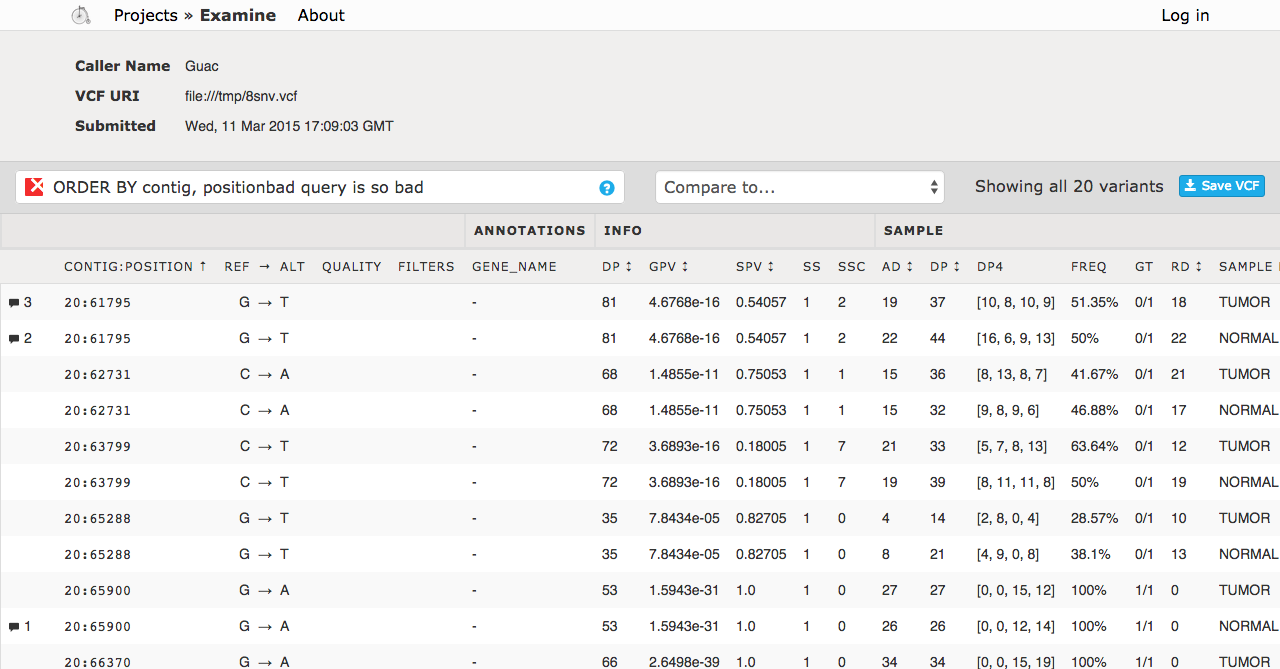 Projects » Examine About Log in
Caller Name Guac
VCF URI file:///tmp/8snv.vcf
Submitted Wed, 11 Mar 2015 17:09:03 GMT
ORDER BY contig, positionbad query is so bad ? Compare to... Showing all 20 variants Save VCF
ANNOTATIONS INFO SAMPLE
CONTIG:POSITION ↑ REF → ALT QUALITY FILTERS GENE_NAME DP ↕ GPV ↕ SPV ↕ SS SSC AD ↕ DP ↕ DP4 FREQ GT RD ↕ SAMPLE
3 20:61795 G → T - 81 4.6768e-16 0.54057 1 2 19 37 [10, 8, 10, 9] 51.35% 0/1 18 TUMOR
2 20:61795 G → T - 81 4.6768e-16 0.54057 1 2 22 44 [16, 6, 9, 13] 50% 0/1 22 NORMAL
20:62731 C → A - 68 1.4855e-11 0.75053 1 1 15 36 [8, 13, 8, 7] 41.67% 0/1 21 TUMOR
20:62731 C → A - 68 1.4855e-11 0.75053 1 1 15 32 [9, 8, 9, 6] 46.88% 0/1 17 NORMAL
20:63799 C → T - 72 3.6893e-16 0.18005 1 7 21 33 [5, 7, 8, 13] 63.64% 0/1 12 TUMOR
20:63799 C → T - 72 3.6893e-16 0.18005 1 7 19 39 [8, 11, 11, 8] 50% 0/1 19 NORMAL
20:65288 G → T - 35 7.8434e-05 0.82705 1 0 4 14 [2, 8, 0, 4] 28.57% 0/1 10 TUMOR
20:65288 G → T - 35 7.8434e-05 0.82705 1 0 8 21 [4, 9, 0, 8] 38.1% 0/1 13 NORMAL
20:65900 G → A - 53 1.5943e-31 1.0 1 0 27 27 [0, 0, 15, 12] 100% 1/1 0 TUMOR
1 20:65900 G → A - 53 1.5943e-31 1.0 1 0 26 26 [0, 0, 12, 14] 100% 1/1 0 NORMAL
20:66370 G → A - 66 2.6498e-39 1.0 1 0 34 34 [0, 0, 15, 19] 100% 1/1 0 TUMOR